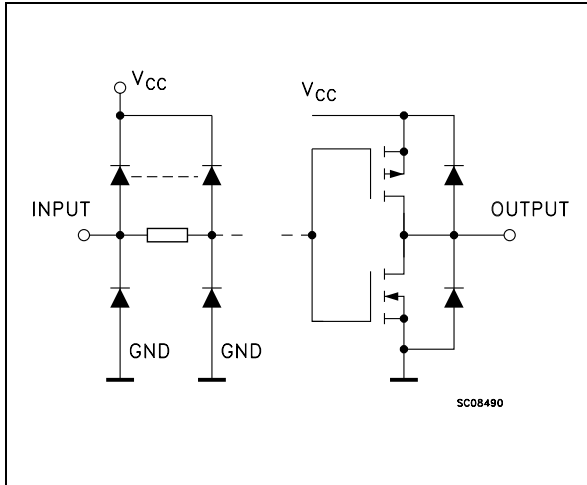 VCC
VCC
INPUT
OUTPUT
GND
GND
SC08490